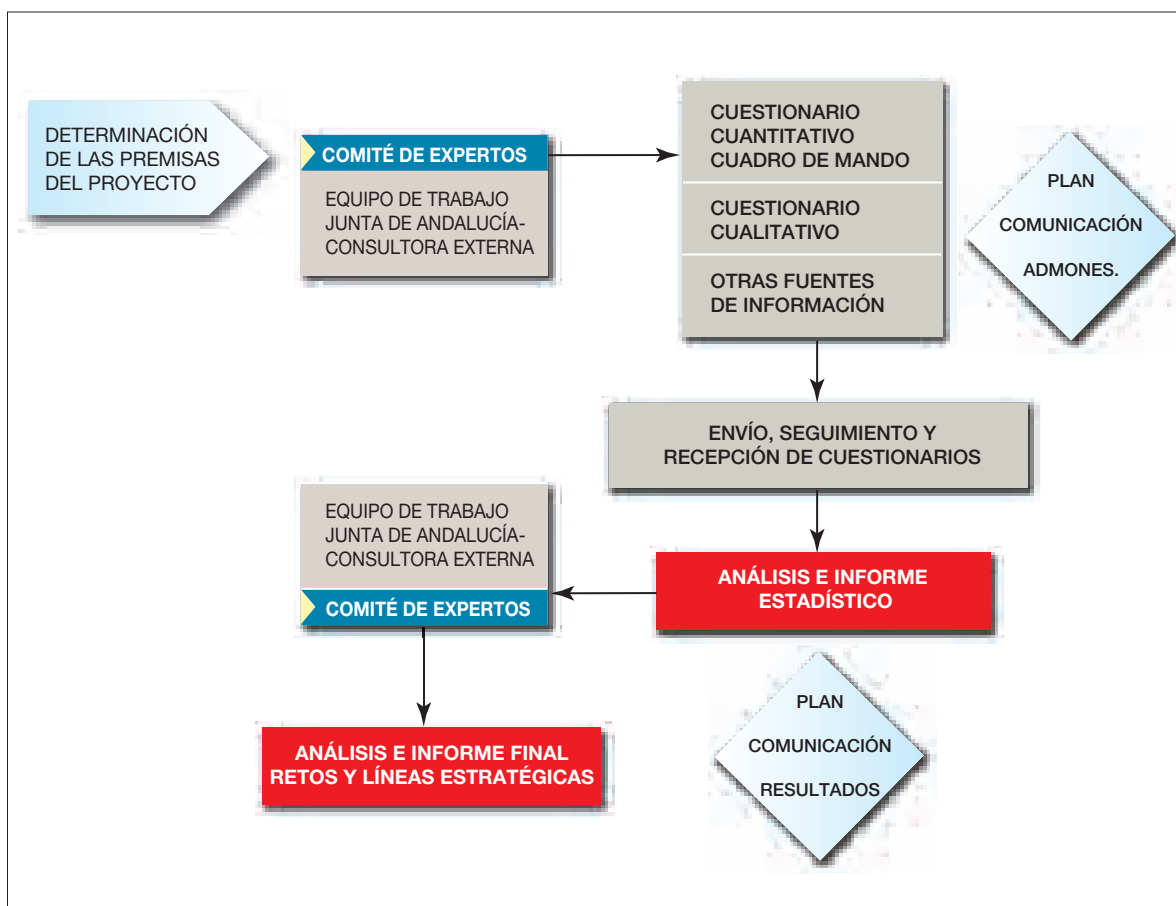 DETERMINACIÓN
DE LAS PREMISAS
DEL PROYECTO
COMITÉ DE EXPERTOS
EQUIPO DE TRABAJO
JUNTA DE ANDALUCÍA-
CONSULTORA EXTERNA
CUESTIONARIO
CUANTITATIVO
CUADRO DE MANDO
CUESTIONARIO
CUALITATIVO
OTRAS FUENTES
DE INFORMACIÓN
PLAN
COMUNICACIÓN
ADMONES.
ENVÍO, SEGUIMIENTO Y
RECEPCIÓN DE CUESTIONARIOS
ANÁLISIS E INFORME
ESTADÍSTICO
EQUIPO DE TRABAJO
JUNTA DE ANDALUCÍA-
CONSULTORA EXTERNA
COMITÉ DE EXPERTOS
ANÁLISIS E INFORME FINAL
RETOS Y LÍNEAS ESTRATÉGICAS
PLAN
COMUNICACIÓN
RESULTADOS